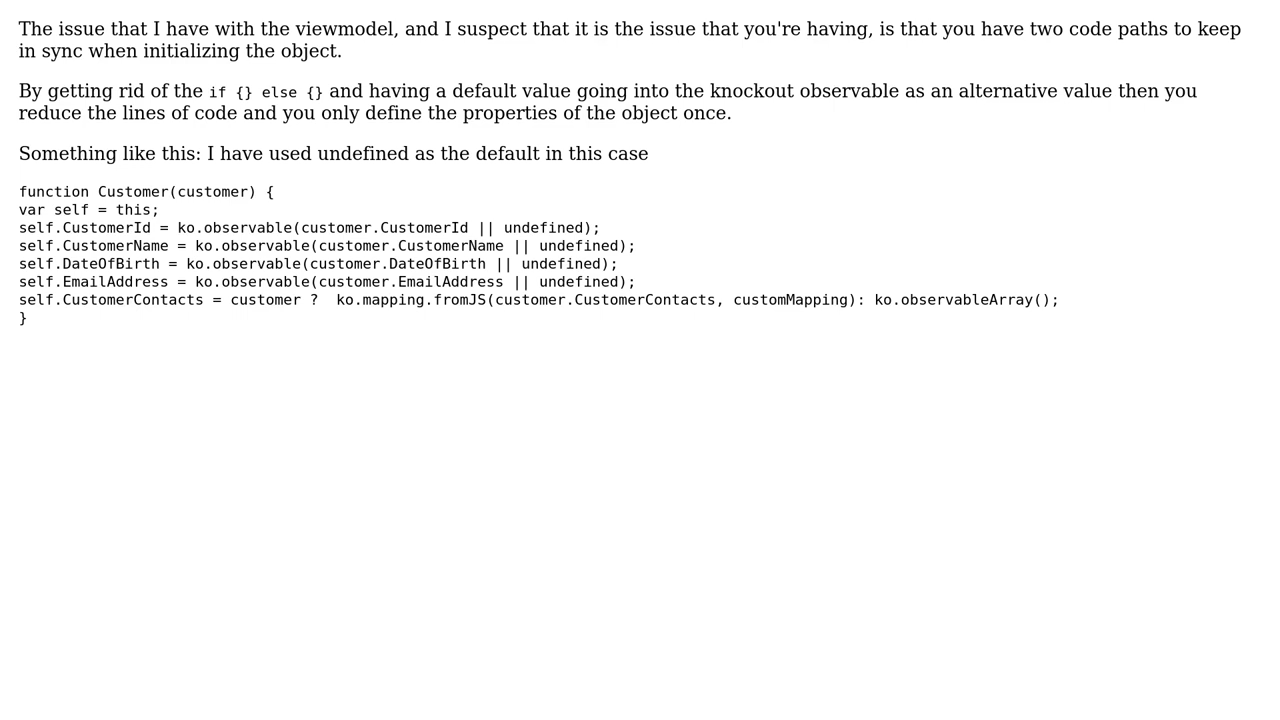 The issue that I have with the viewmodel, and I suspect that it is the issue that you're having, is that you have two code paths to keep
in sync when initializing the object.
By getting rid of the if {} else {} and having a default value going into the knockout observable as an alternative value then you
reduce the lines of code and you only define the properties of the object once.
Something like this: I have used undefined as the default in this case
function Customer(customer) {
var self = this;
self.CustomerId = ko.observable(customer.CustomerId || undefined);
self.CustomerName = ko.observable(customer.CustomerName || undefined);
self.DateOfBirth = ko.observable(customer.DateOfBirth || undefined);
self.EmailAddress = ko.observable(customer.EmailAddress || undefined);
self.CustomerContacts = customer ?  ko.mapping.fromJS(customer.CustomerContacts, customMapping): ko.observableArray();
}